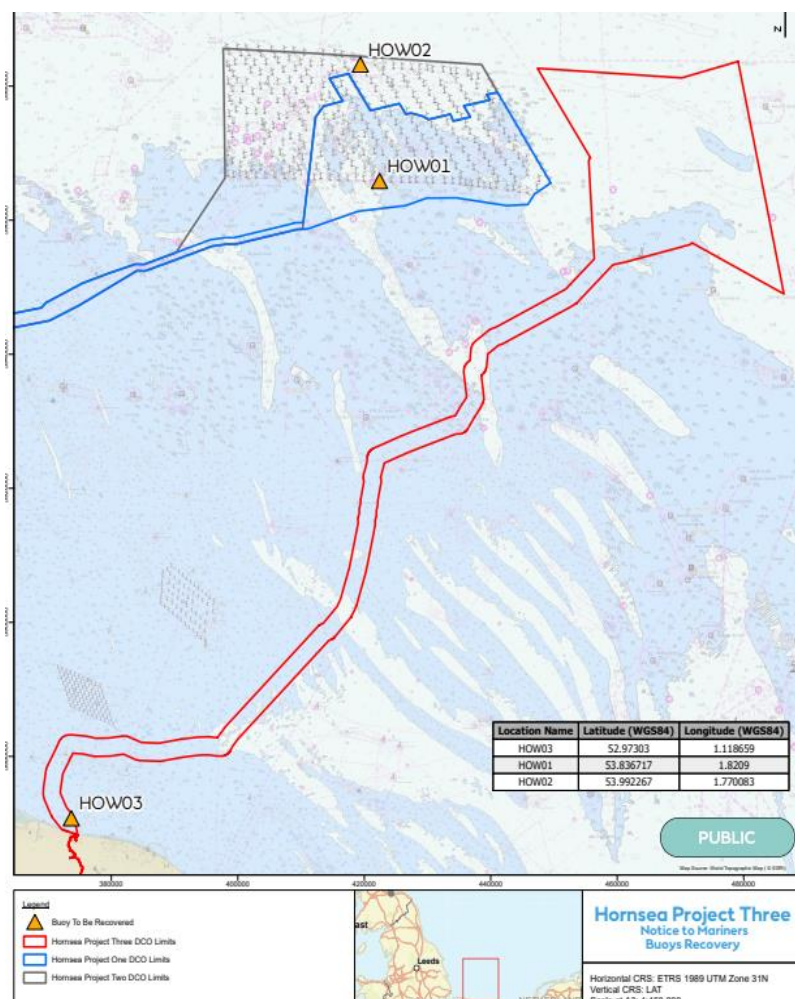 N
HOW02
HOW01
Location Name Latitude (WGS84) Longitude (WGS84)
HOW03 52.97303 1.118659
HOW01 53.836717 1.8209
HOW02 53.992267 1.770083
HOW03
PUBLIC
380000 400000 420000 440000 460000 480000
Legend
Buoy To Be Recovered
Hornsea Project Three DCO Limits
Hornsea Project One DCO Limits
Hornsea Project Two DCO Limits
Leeds
Hornsea Project Three
Notice to Mariners
Buoys Recovery
Horizontal CRS: ETRS 1989 UTM Zone 31N
Vertical CRS: LAT